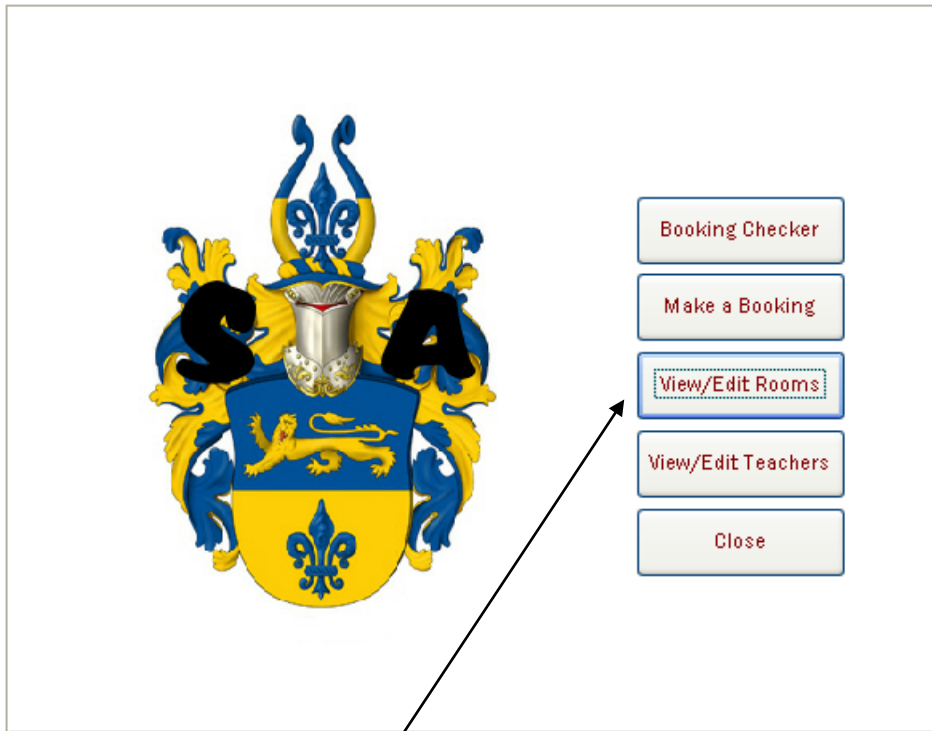 S A
Booking Checker
Make a Booking
View/Edit Rooms
View/Edit Teachers
Close